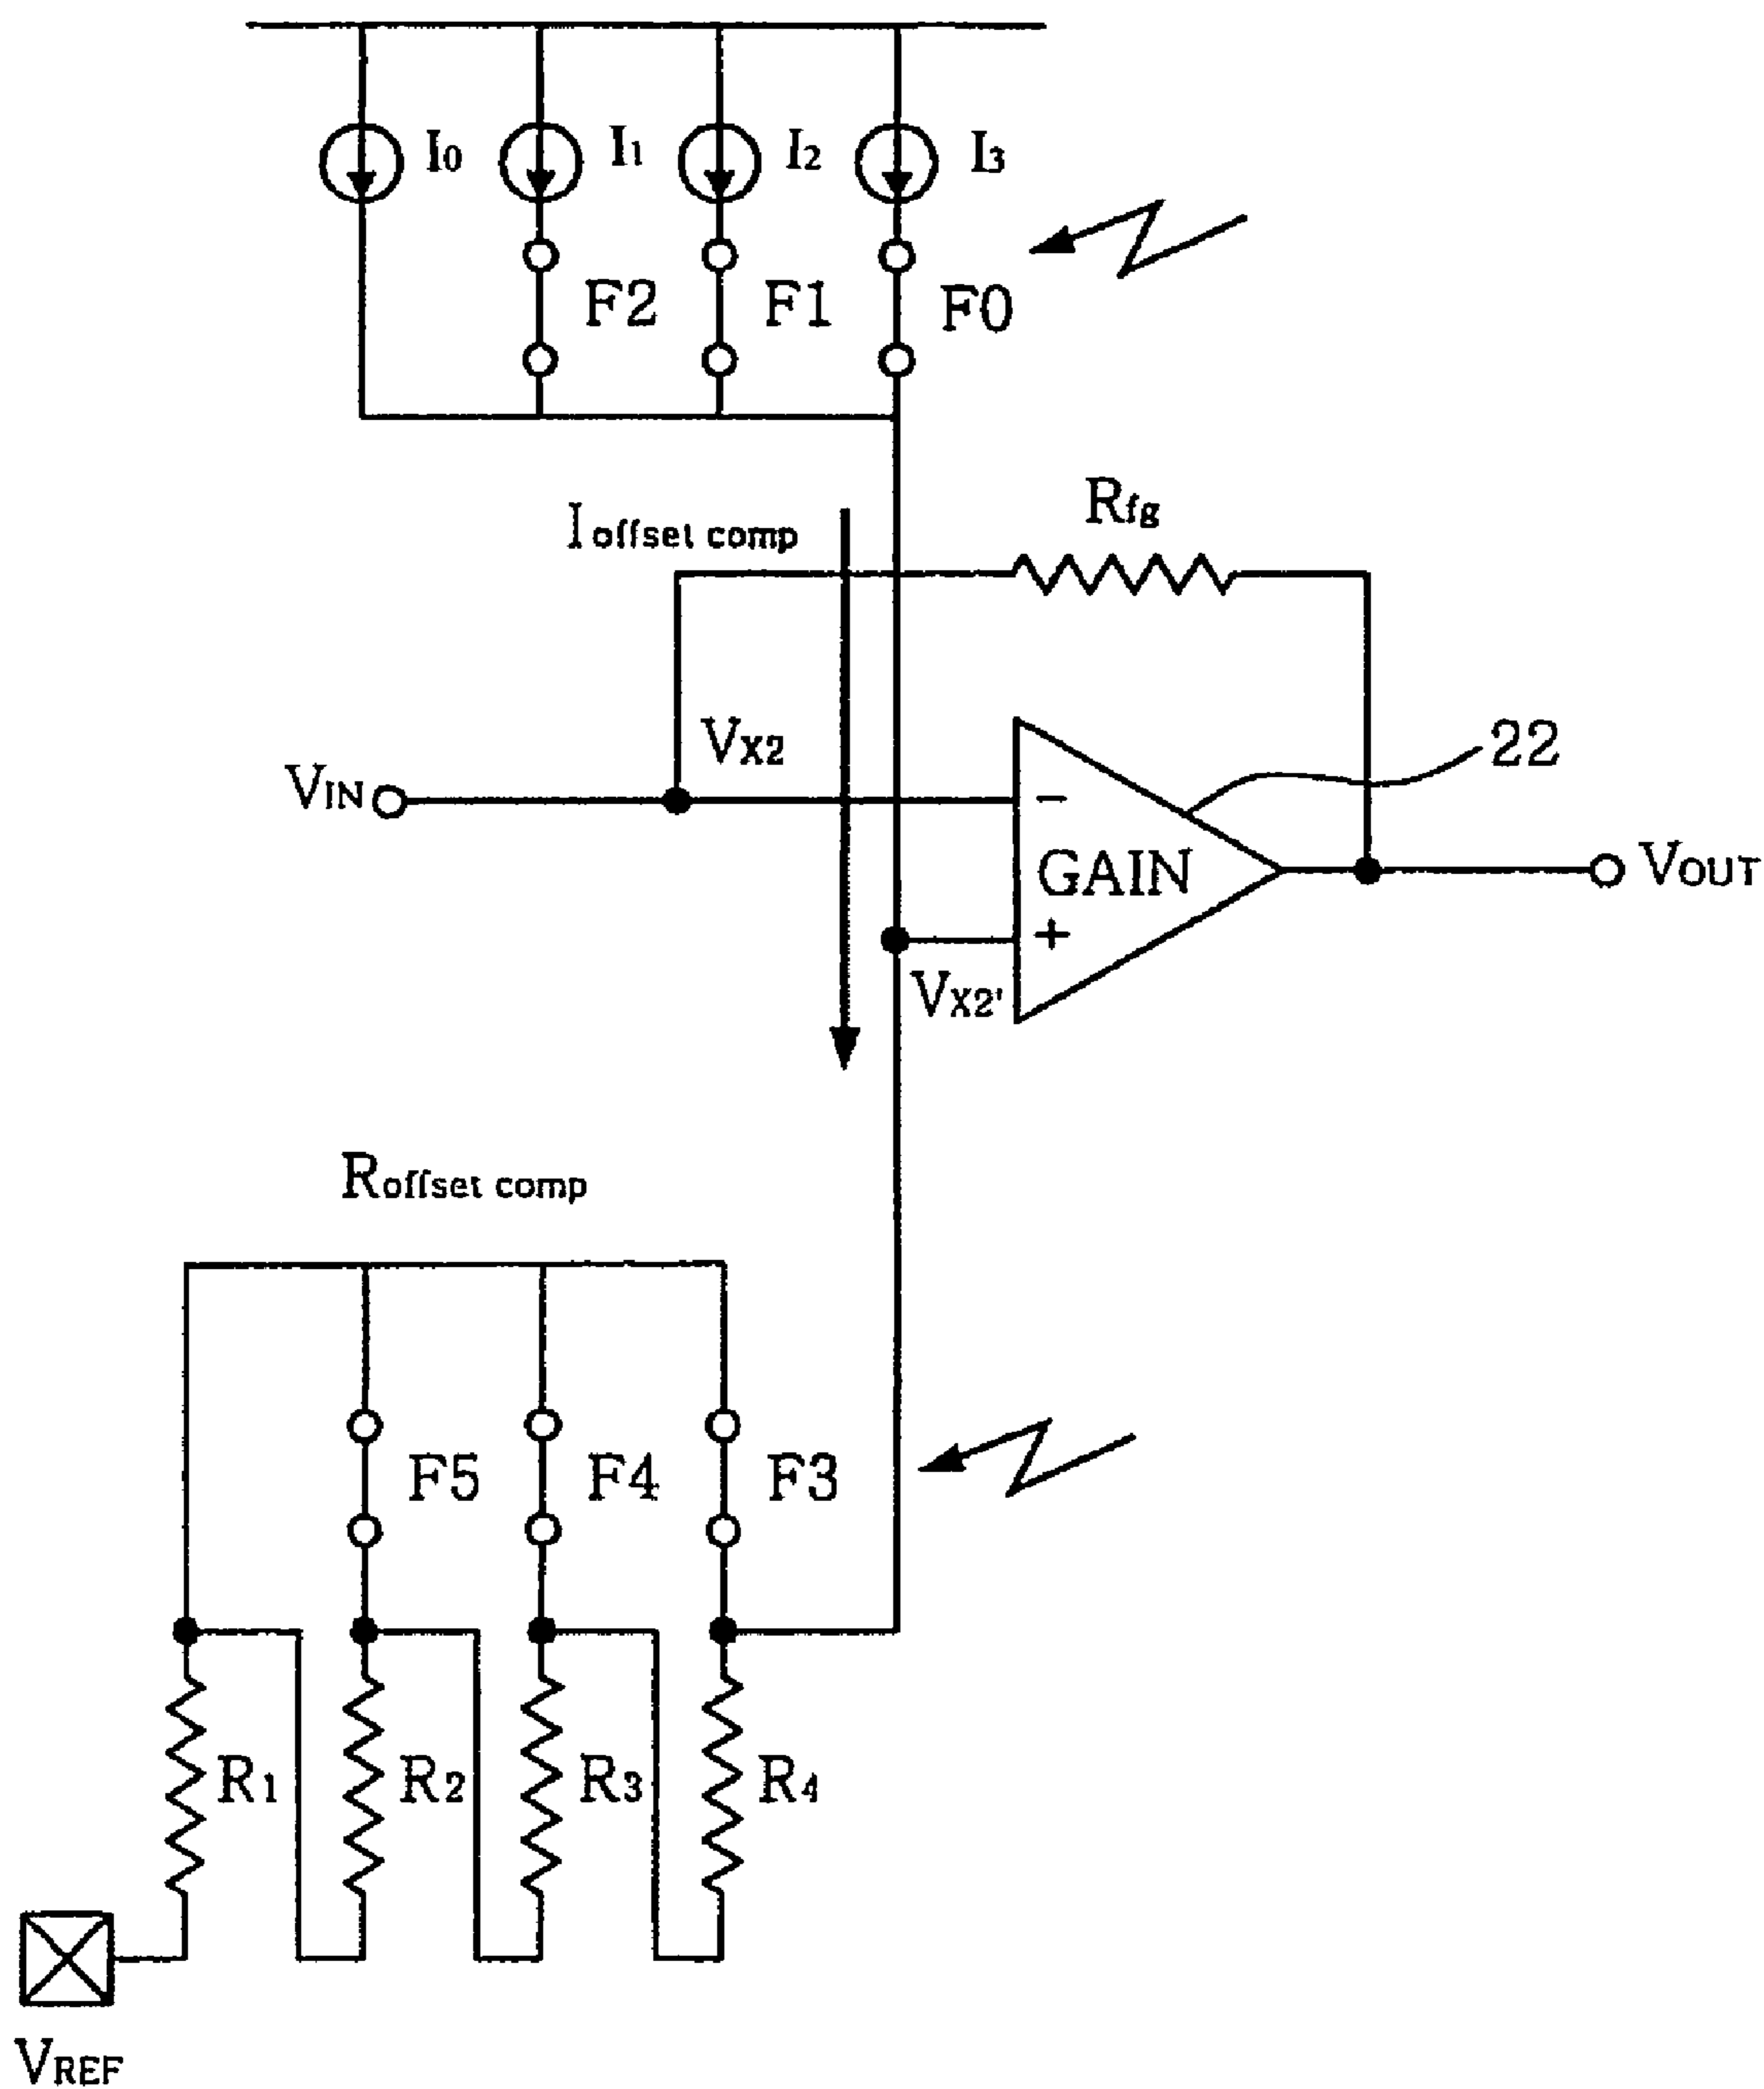 I0 I1 I2 I3
F2 F1 F0
Ioffset comp
Rfg
VX2
22
VIN
GAIN
VOUT
-
+
VX2'
Roffset comp
F5 F4 F3
R1 R2 R3 R4
VREF